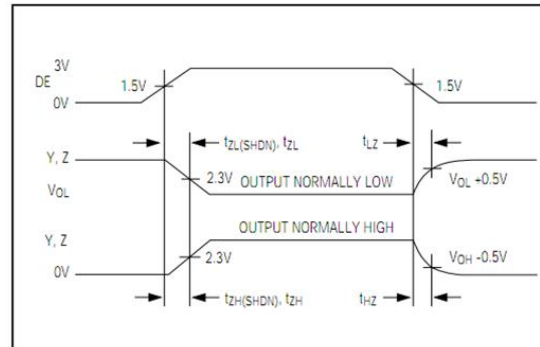 3V
DE
1.5V
1.5V
0V
tZL(SHDN), tZL
tLZ
Y, Z
2.3V
OUTPUT NORMALLY LOW
VOL +0.5V
VOL
OUTPUT NORMALLY HIGH
Y, Z
2.3V
VOH -0.5V
0V
tZH(SHDN), tZH
tHZ